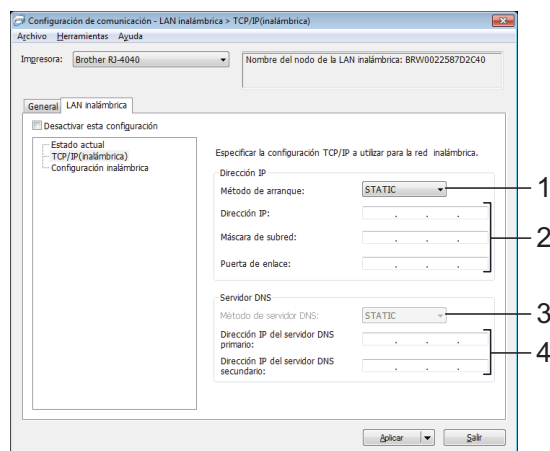 Configuración de comunicación - LAN inalámbrica > TCP/IP(inalámbrica)
Archivo Herramientas Ayuda
Impresora: Brother RJ-4040
Nombre del nodo de la LAN inalámbrica: BRW0022587D2C40
General LAN inalámbrica
Desactivar esta configuración
Estado actual
TCP/IP(inalámbrica)
Configuración inalámbrica
Especificar la configuración TCP/IP a utilizar para la red inalámbrica.
Dirección IP
Método de arranque: STATIC 1
Dirección IP: . . .
Máscara de subred: . . . 2
Puerta de enlace: . . .
Servidor DNS
Método de servidor DNS: STATIC 3
Dirección IP del servidor DNS
primario: . . .
4
Dirección IP del servidor DNS
secundario: . . .
Aplicar Salir